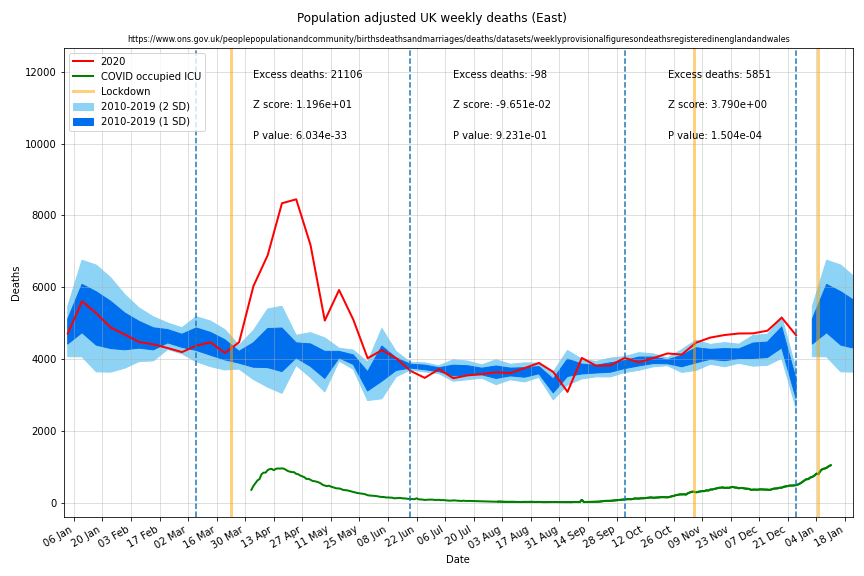 Population adjusted UK weekly deaths (East)
https://www.ons.gov.uk/peoplepopulationandcommunity/birthsdeathsandmarriages/deaths/datasets/weeklyprovisionalfiguresondeathsregisteredinenglandandwales
2020
COVID occupied ICU
Lockdown
2010-2019 (2 SD)
2010-2019 (1 SD)
Excess deaths: 21106
Z score: 1.196e+01
P value: 6.034e-33
Excess deaths: -98
Z score: -9.651e-02
P value: 9.231e-01
Excess deaths: 5851
Z score: 3.790e+00
P value: 1.504e-04
Deaths
12000
10000
8000
6000
4000
2000
0
06 Jan
20 Jan
03 Feb
17 Feb
02 Mar
16 Mar
30 Mar
13 Apr
27 Apr
11 May
25 May
08 Jun
22 Jun
06 Jul
20 Jul
03 Aug
17 Aug
31 Aug
14 Sep
28 Sep
12 Oct
26 Oct
09 Nov
23 Nov
07 Dec
21 Dec
04 Jan
18 Jan
Date